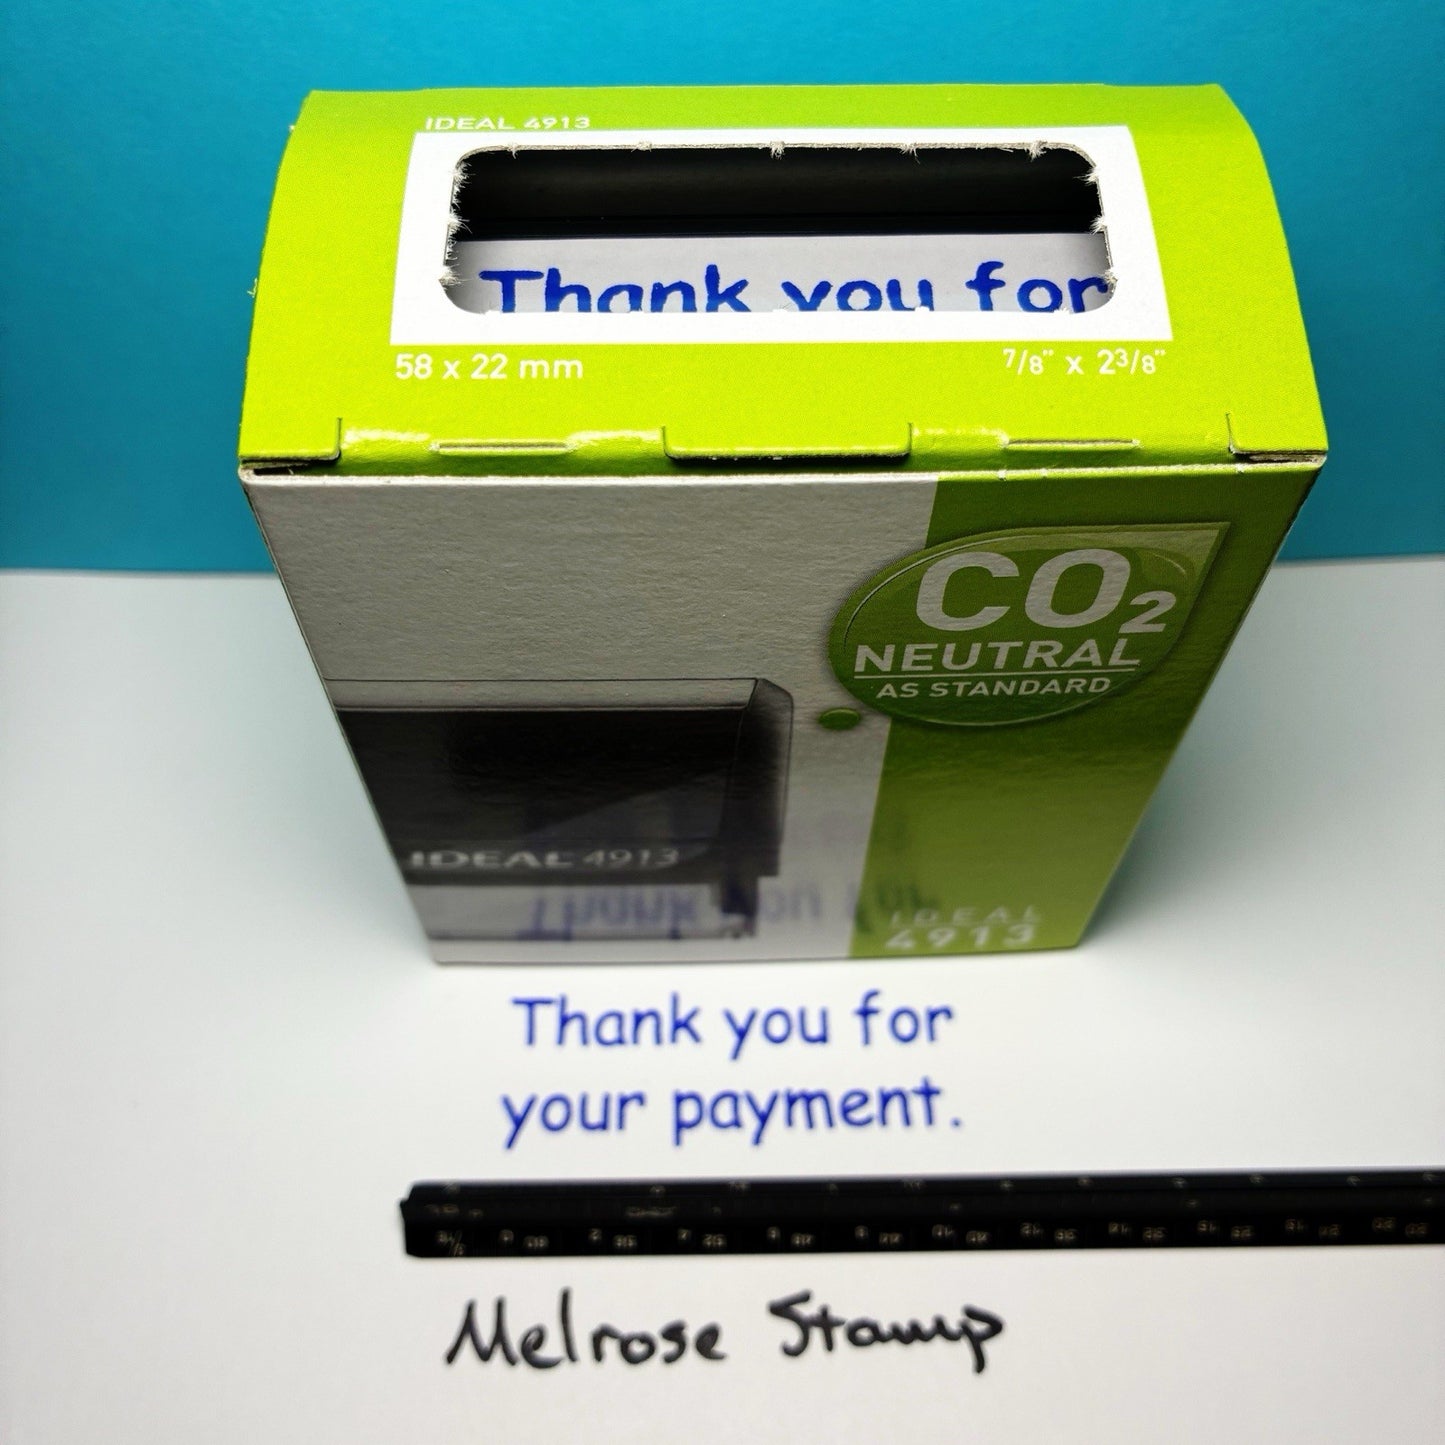 IDEAL 4913
Thank you for
58 x 22 mm
7/8" x 2 3/8"
CO₂
NEUTRAL
AS STANDARD
IDEAL 4913
IDEAL
4913
Thank you for
your payment.
Melrose Stamp